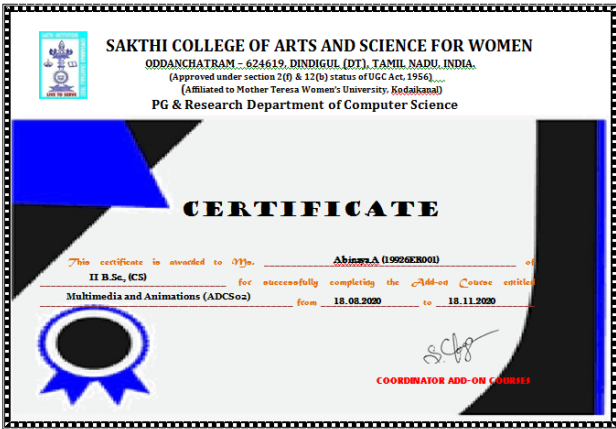 SAKTHI COLLEGE OF ARTS AND SCIENCE FOR WOMEN
ODDANCHATRAM – 624619, DINDIGUL (DT), TAMIL NADU, INDIA.
(Approved under section 2(f) & 12(b) status of UGC Act, 1956)
(Affiliated to Mother Teresa Women's University, Kodaikanal)
PG & Research Department of Computer Science
CERTIFICATE
This certificate is awarded to Ms. Abinaya.A (19926ER001) of
II B.Sc., (CS) for successfully completing the Add-on Course entitled
Multimedia and Animations (ADCS02) from 18.08.2020 to 18.11.2020
COORDINATOR ADD-ON COURSES
LIVE TO SERVE